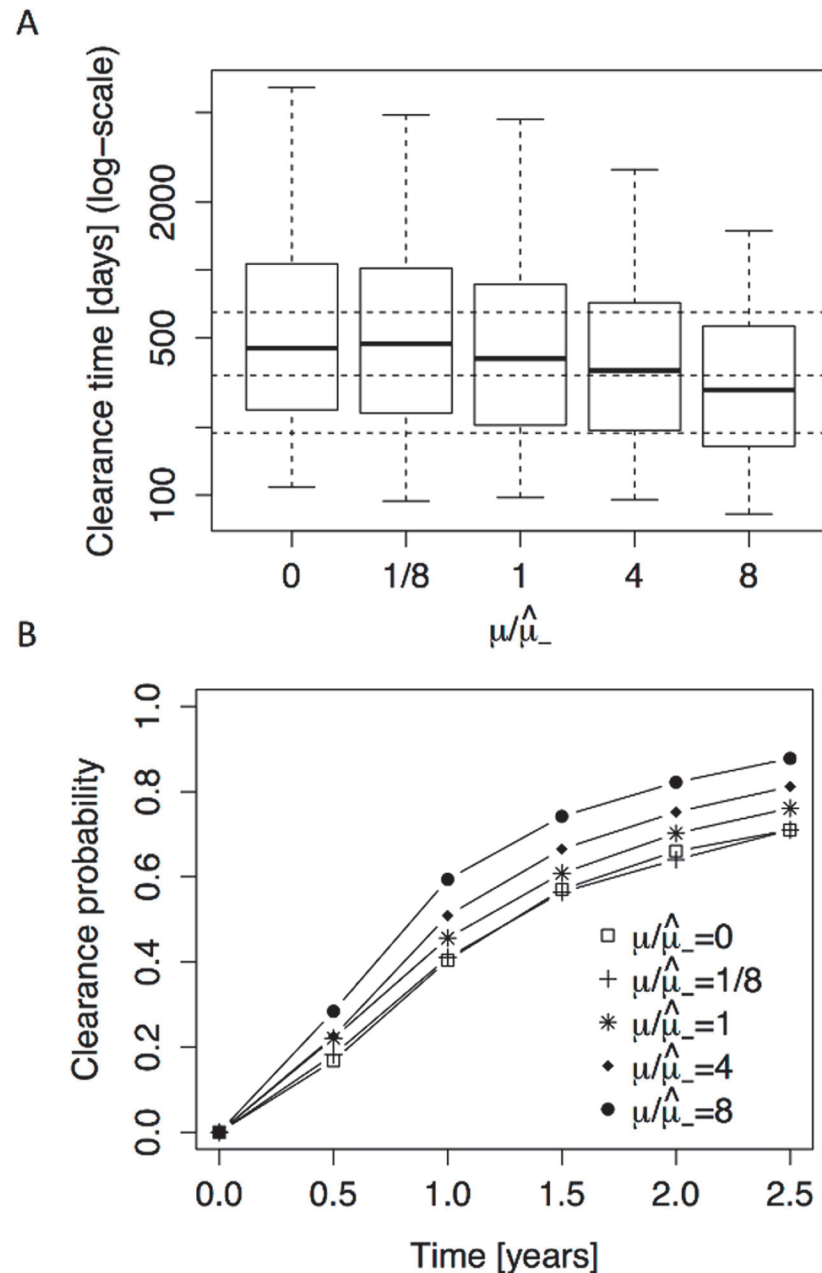 A
Clearance time [days] (log−scale)
2000
500
100
0 1/8 1 4 8
μ/μ̂_
B
Clearance probability
1.0
0.8
0.6
0.4
0.2
0.0
μ/μ̂_=0
μ/μ̂_=1/8
μ/μ̂_=1
μ/μ̂_=4
μ/μ̂_=8
0.0 0.5 1.0 1.5 2.0 2.5
Time [years]